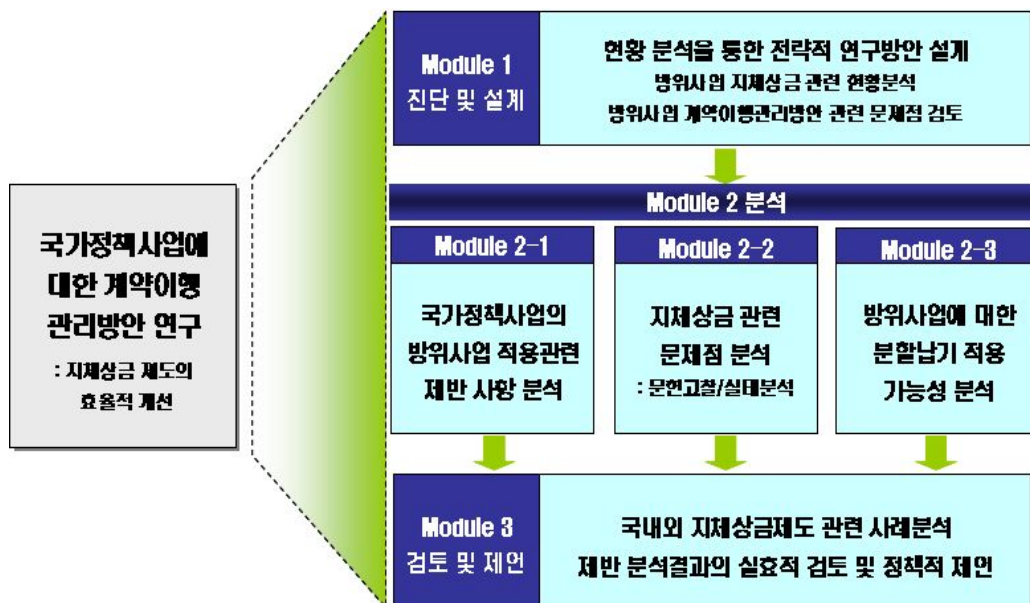 국가정책사업에
대한 계약이행
관리방안 연구
: 지체상금 제도의
효율적 개선
Module 1
진단 및 설계
현황 분석을 통한 전략적 연구방안 설계
방위사업 지체상금 관련 현황분석
방위사업 계약이행관리방안 관련 문제점 검토
Module 2 분석
Module 2-1
국가정책사업의
방위사업 적용관련
제반 사항 분석
Module 2-2
지체상금 관련
문제점 분석
: 문헌고찰/실태분석
Module 2-3
방위사업에 대한
분할납기 적용
가능성 분석
Module 3
검토 및 제언
국내외 지체상금제도 관련 사례분석
제반 분석결과의 실효적 검토 및 정책적 제언